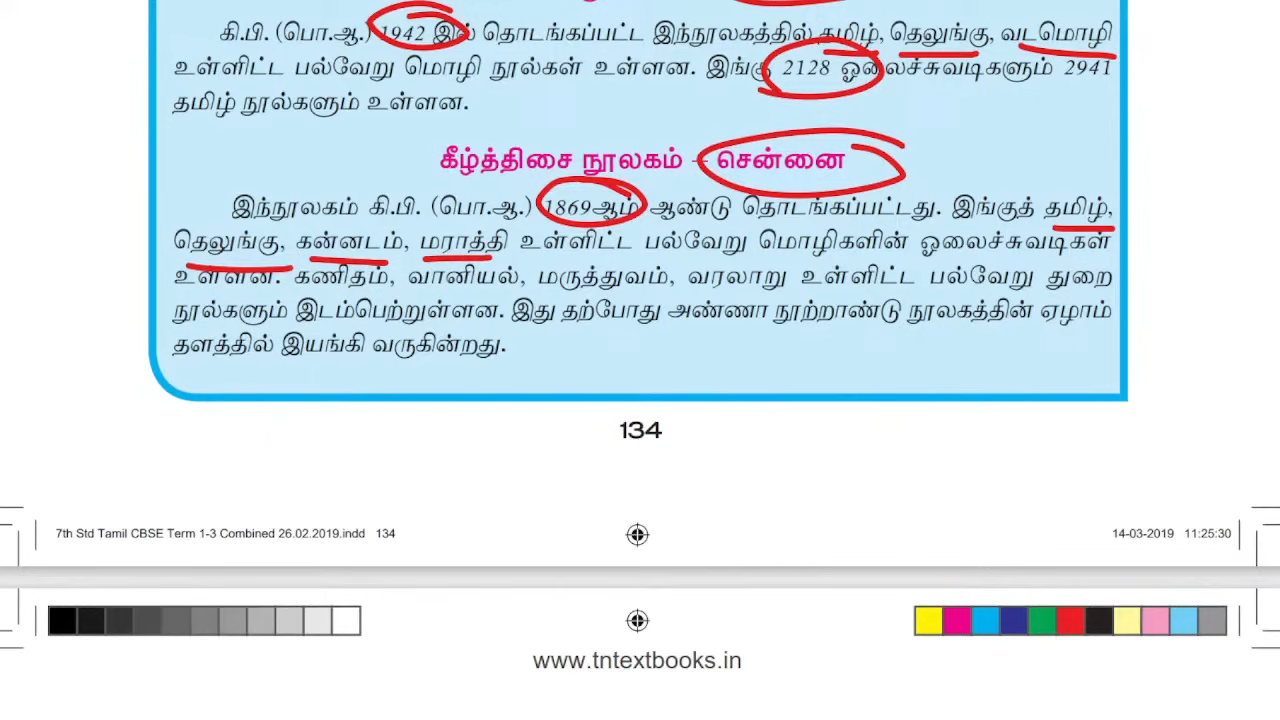 கி.பி. (பொ.ஆ.) 1942 இல் தொடங்கப்பட்ட இந்நூலகத்தில் தமிழ், தெலுங்கு, வடமொழி
உள்ளிட்ட பல்வேறு மொழி நூல்கள் உள்ளன. இங்கு 2128 ஓலைச்சுவடிகளும் 2941
தமிழ் நூல்களும் உள்ளன.
கீழ்த்திசை நூலகம் – சென்னை
இந்நூலகம் கி.பி. (பொ.ஆ.) 1869ஆம் ஆண்டு தொடங்கப்பட்டது. இங்குத் தமிழ்,
தெலுங்கு, கன்னடம், மராத்தி உள்ளிட்ட பல்வேறு மொழிகளின் ஓலைச்சுவடிகள்
உள்ளன. கணிதம், வானியல், மருத்துவம், வரலாறு உள்ளிட்ட பல்வேறு துறை
நூல்களும் இடம்பெற்றுள்ளன. இது தற்போது அண்ணா நூற்றாண்டு நூலகத்தின் ஏழாம்
தளத்தில் இயங்கி வருகின்றது.
134
7th Std Tamil CBSE Term 1-3 Combined 26.02.2019.indd 134
14-03-2019 11:25:30
www.tntextbooks.in